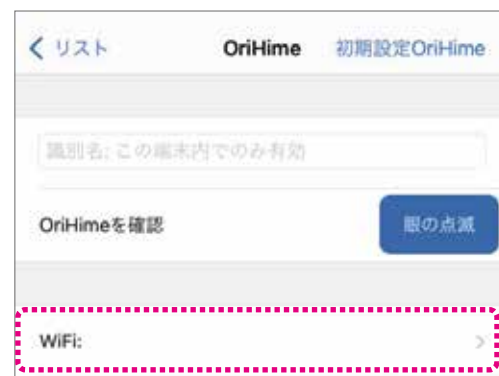 リスト OriHime 初期設定OriHime
識別名: この端末内でのみ有効
OriHimeを確認 眼の点滅
WiFi: